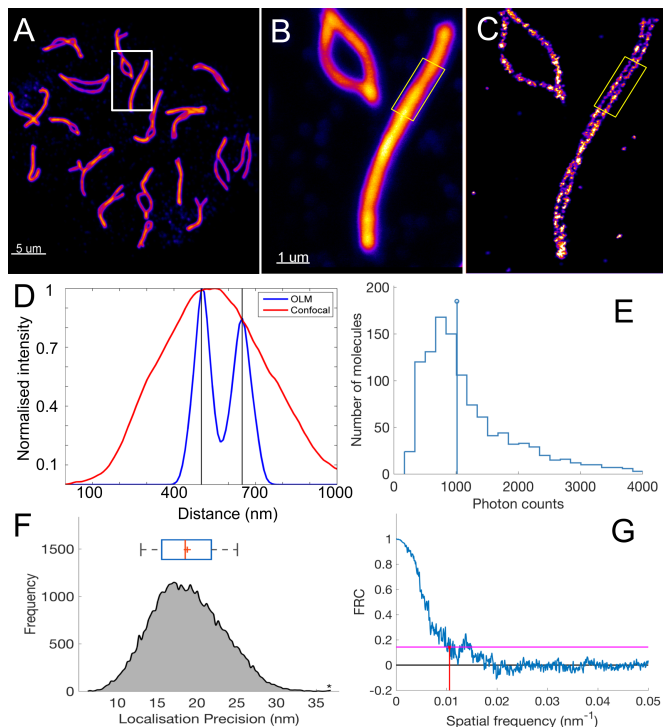 A
B
C
5 um
1 um
D
OLM
Confocal
1
0.7
0.4
0.1
Normalised intensity
100
400
700
1000
Distance (nm)
E
200
150
100
50
0
Number of molecules
0
1000
2000
3000
4000
Photon counts
F
1500
1000
500
0
Frequency
*
10
15
20
25
30
35
Localisation Precision (nm)
G
1
0.8
0.6
0.4
0.2
0
-0.2
FRC
0
0.01
0.02
0.03
0.04
0.05
Spatial frequency (nm⁻¹)